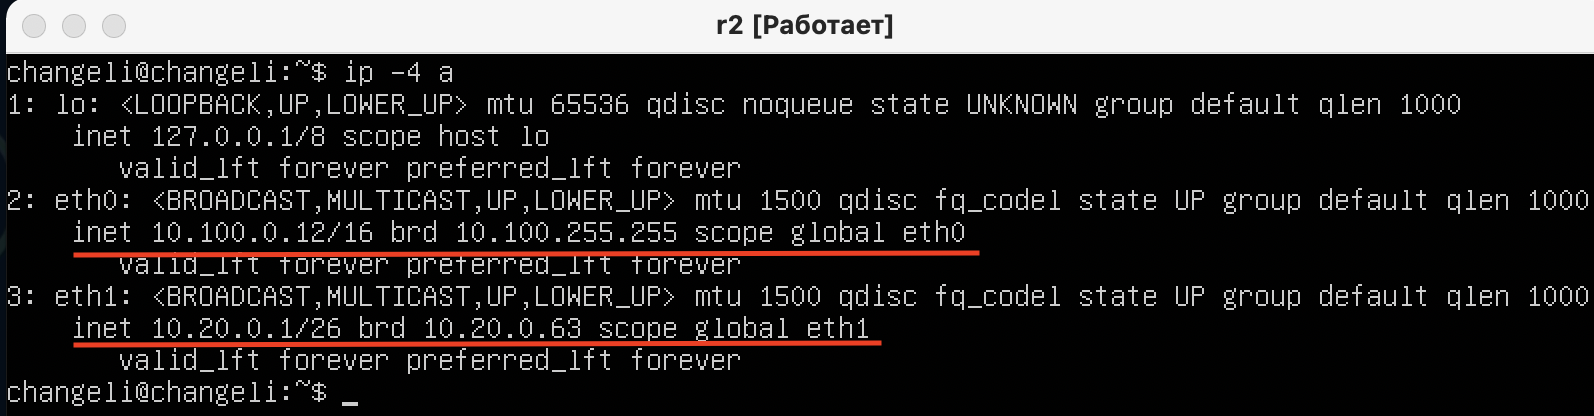 r2 [Работает]
changeli@changeli:~$ ip -4 a
1: lo: <LOOPBACK,UP,LOWER_UP> mtu 65536 qdisc noqueue state UNKNOWN group default qlen 1000
inet 127.0.0.1/8 scope host lo
valid_lft forever preferred_lft forever
2: eth0: <BROADCAST,MULTICAST,UP,LOWER_UP> mtu 1500 qdisc fq_codel state UP group default qlen 1000
inet 10.100.0.12/16 brd 10.100.255.255 scope global eth0
valid_lft forever preferred_lft forever
3: eth1: <BROADCAST,MULTICAST,UP,LOWER_UP> mtu 1500 qdisc fq_codel state UP group default qlen 1000
inet 10.20.0.1/26 brd 10.20.0.63 scope global eth1
valid_lft forever preferred_lft forever
changeli@changeli:~$ _